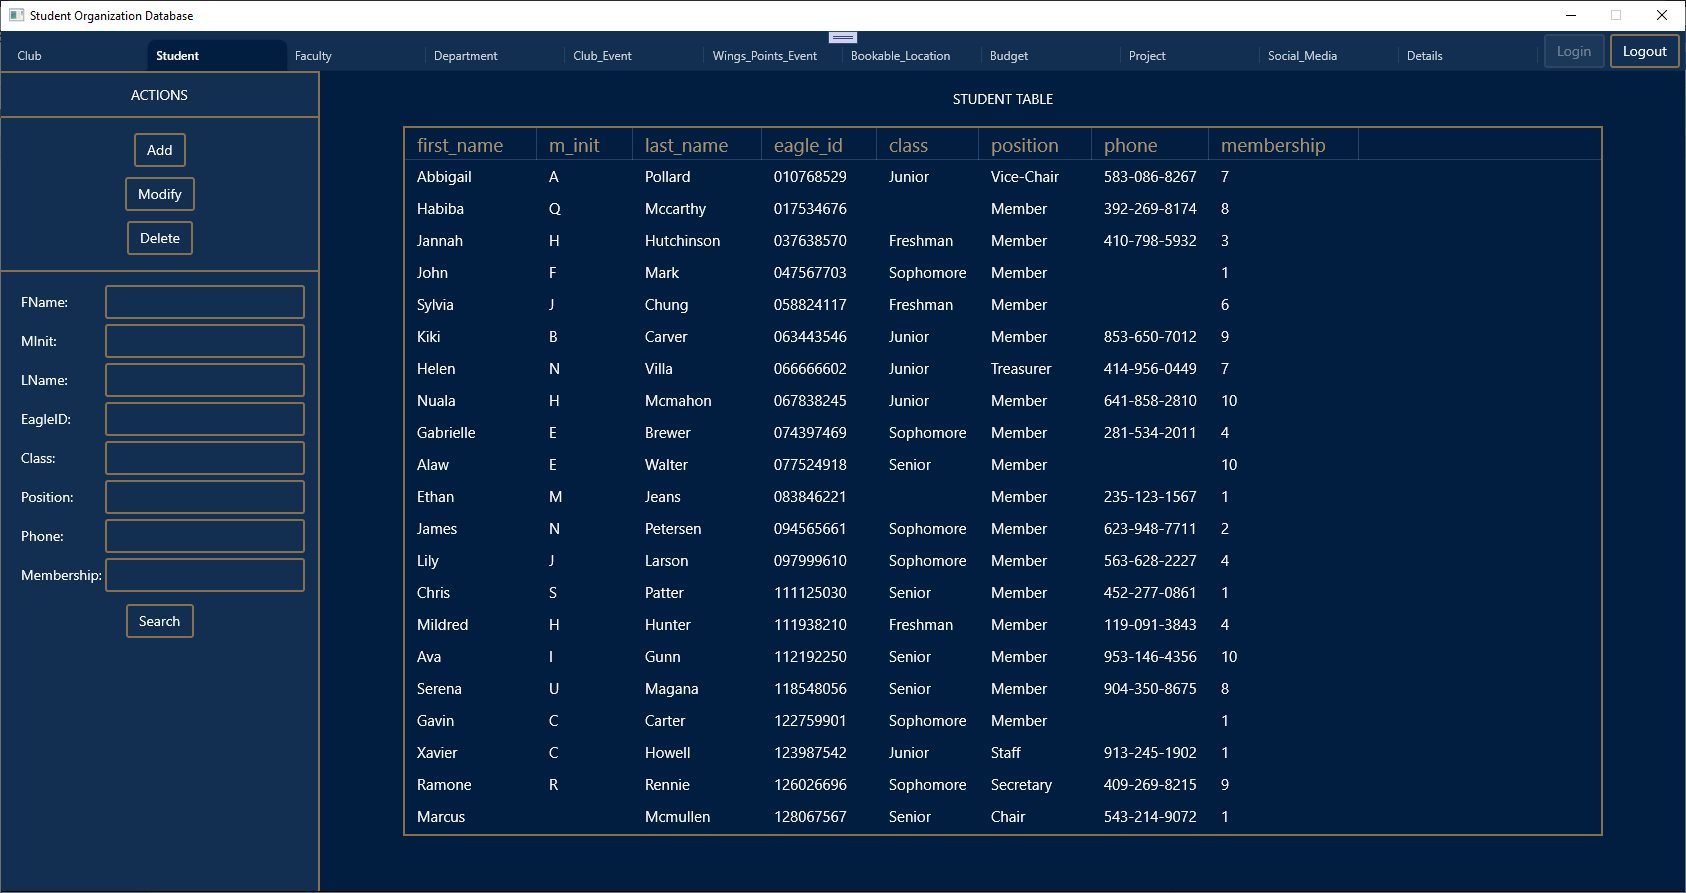 Student Organization Database
Club Student Faculty Department Club_Event Wings_Points_Event Bookable_Location Budget Project Social_Media Details Login Logout
ACTIONS
Add
Modify
Delete
FName:
MInit:
LName:
EagleID:
Class:
Position:
Phone:
Membership:
Search
STUDENT TABLE
first_name m_init last_name eagle_id class position phone membership
Abbigail A Pollard 010768529 Junior Vice-Chair 583-086-8267 7
Habiba Q Mccarthy 017534676 Member 392-269-8174 8
Jannah H Hutchinson 037638570 Freshman Member 410-798-5932 3
John F Mark 047567703 Sophomore Member 1
Sylvia J Chung 058824117 Freshman Member 6
Kiki B Carver 063443546 Junior Member 853-650-7012 9
Helen N Villa 066666602 Junior Treasurer 414-956-0449 7
Nuala H Mcmahon 067838245 Junior Member 641-858-2810 10
Gabrielle E Brewer 074397469 Sophomore Member 281-534-2011 4
Alaw E Walter 077524918 Senior Member 10
Ethan M Jeans 083846221 Member 235-123-1567 1
James N Petersen 094565661 Sophomore Member 623-948-7711 2
Lily J Larson 097999610 Sophomore Member 563-628-2227 4
Chris S Patter 111125030 Senior Member 452-277-0861 1
Mildred H Hunter 111938210 Freshman Member 119-091-3843 4
Ava I Gunn 112192250 Senior Member 953-146-4356 10
Serena U Magana 118548056 Senior Member 904-350-8675 8
Gavin C Carter 122759901 Sophomore Member 1
Xavier C Howell 123987542 Junior Staff 913-245-1902 1
Ramone R Rennie 126026696 Sophomore Secretary 409-269-8215 9
Marcus Mcmullen 128067567 Senior Chair 543-214-9072 1